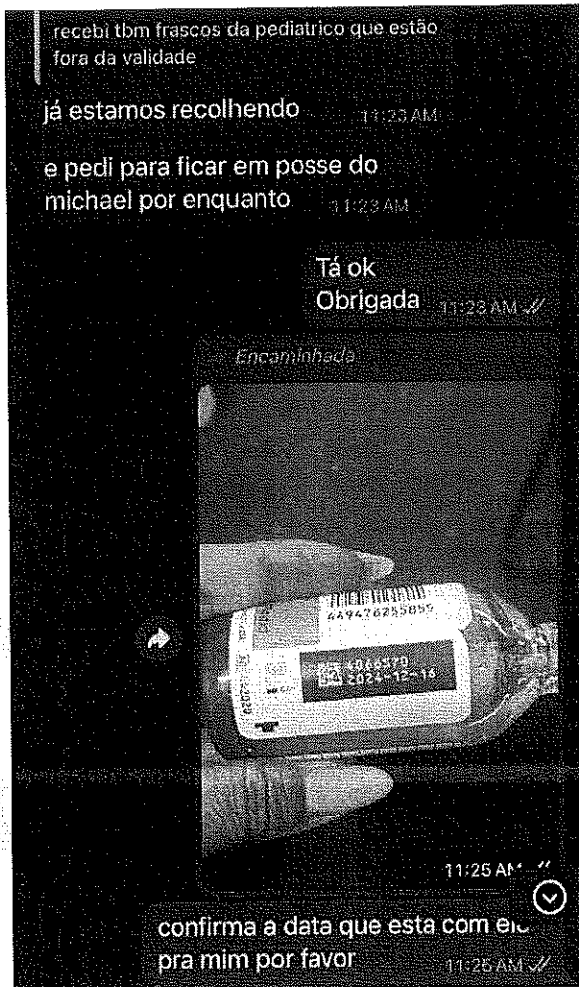 recebi tbm frascos da pediatrico que estão
fora da validade
já estamos recolhendo
11:23 AM
e pedi para ficar em posse do
michael por enquanto
11:23 AM
Tá ok
Obrigada
11:23 AM
Encaminhada
449476255859
4066570
2024-12-16
11:25 AM
confirma a data que esta com
pra mim por favor
11:25 AM